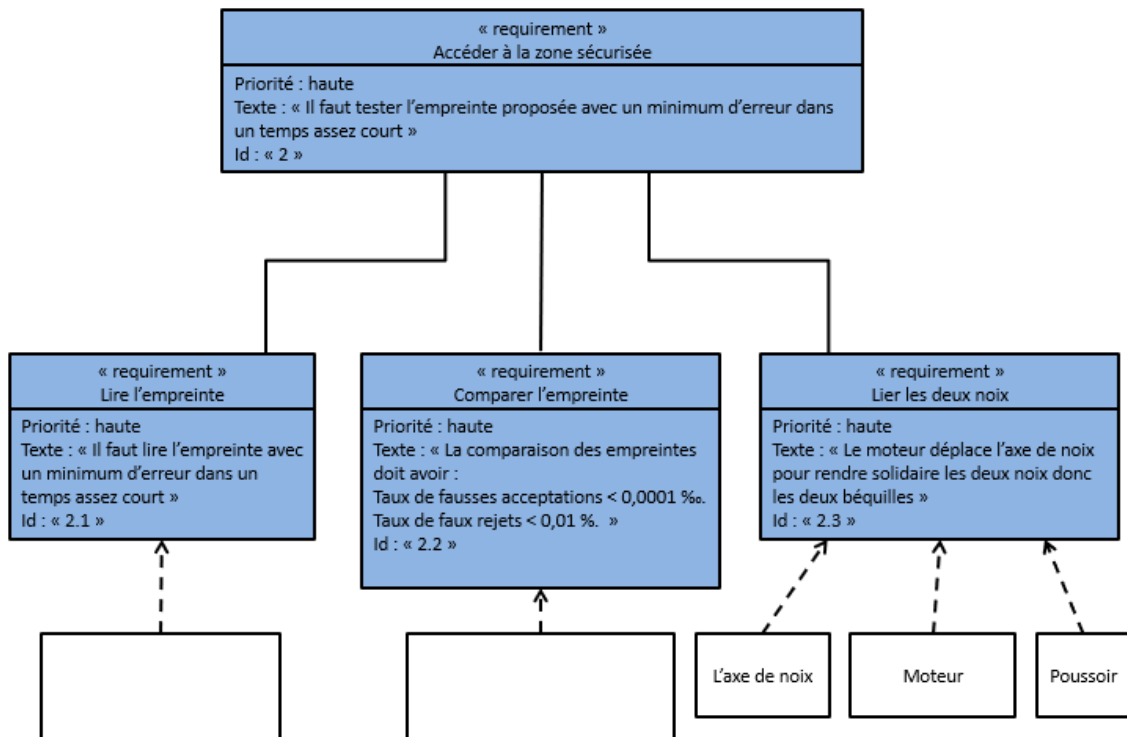 « requirement »
Accéder à la zone sécurisée
Priorité : haute
Texte : « Il faut tester l'empreinte proposée avec un minimum d'erreur dans
un temps assez court »
Id : « 2 »
« requirement »
Lire l'empreinte
Priorité : haute
Texte : « Il faut lire l'empreinte avec
un minimum d'erreur dans un
temps assez court »
Id : « 2.1 »
« requirement »
Comparer l'empreinte
Priorité : haute
Texte : « La comparaison des empreintes
doit avoir :
Taux de fausses acceptations < 0,0001 ‰.
Taux de faux rejets < 0,01 %. »
Id : « 2.2 »
« requirement »
Lier les deux noix
Priorité : haute
Texte : « Le moteur déplace l'axe de noix
pour rendre solidaire les deux noix donc
les deux béquilles »
Id : « 2.3 »
L'axe de noix
Moteur
Poussoir